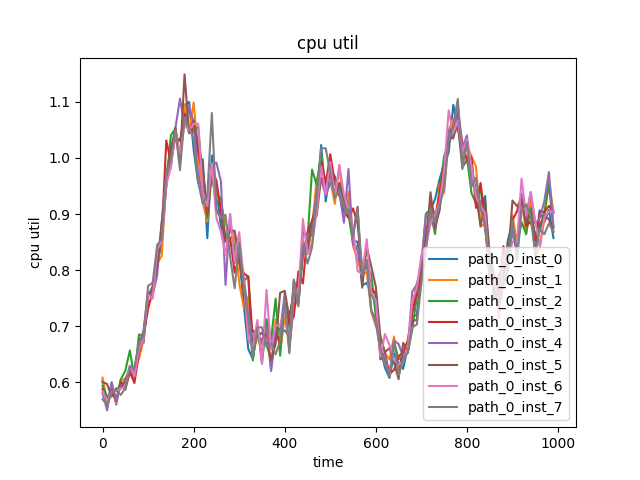 cpu util
cpu util
1.1
1.0
0.9
0.8
0.7
0.6
0
200
400
600
800
1000
time
path_0_inst_0
path_0_inst_1
path_0_inst_2
path_0_inst_3
path_0_inst_4
path_0_inst_5
path_0_inst_6
path_0_inst_7